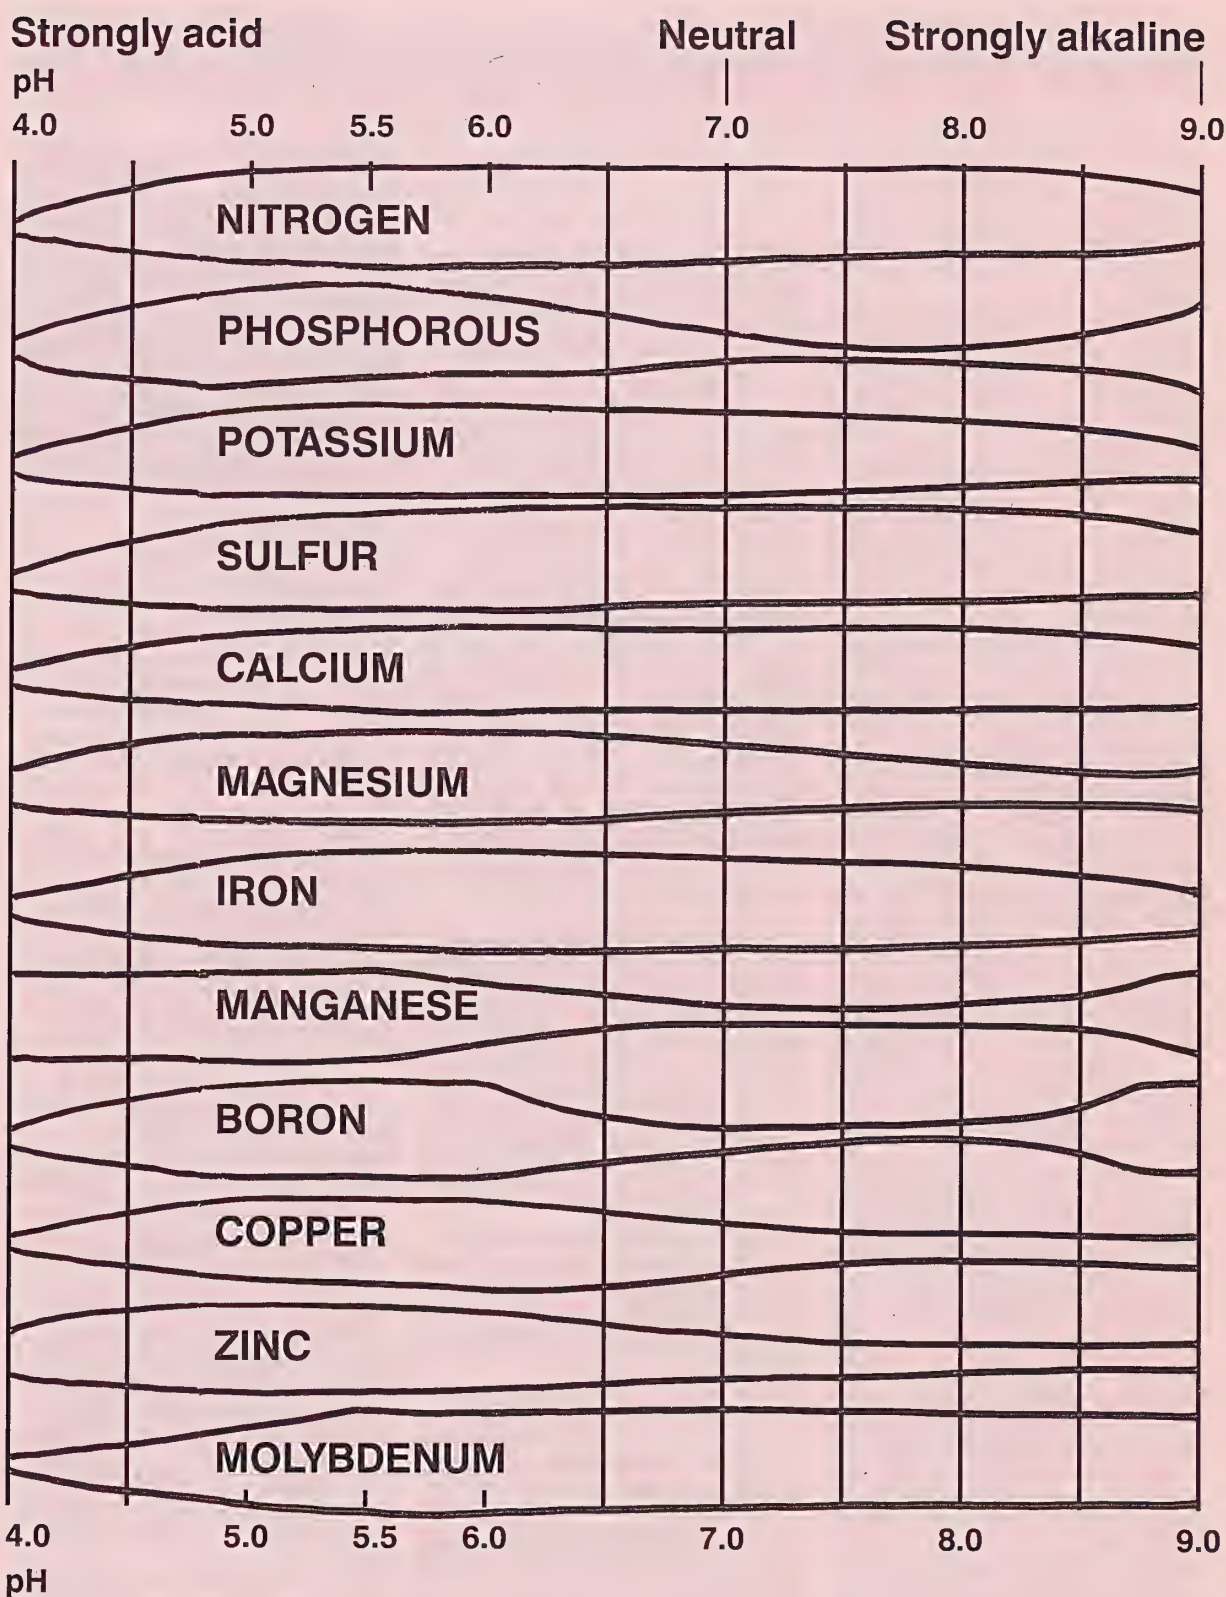 Strongly acid Neutral Strongly alkaline
pH
4.0 5.0 5.5 6.0 7.0 8.0 9.0
NITROGEN
PHOSPHOROUS
POTASSIUM
SULFUR
CALCIUM
MAGNESIUM
IRON
MANGANESE
BORON
COPPER
ZINC
MOLYBDENUM
4.0 5.0 5.5 6.0 7.0 8.0 9.0
pH